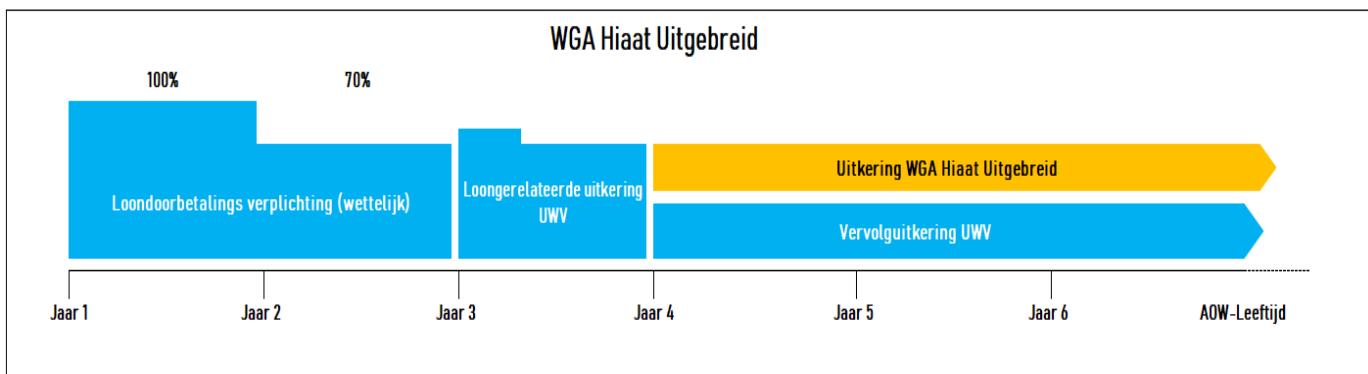 WGA Hiaat Uitgebreid
100%
70%
Loondoorbetalings verplichting (wettelijk)
Loongerelateerde uitkering
UWV
Uitkering WGA Hiaat Uitgebreid
Vervolguitkering UWV
Jaar 1
Jaar 2
Jaar 3
Jaar 4
Jaar 5
Jaar 6
AOW-Leeftijd